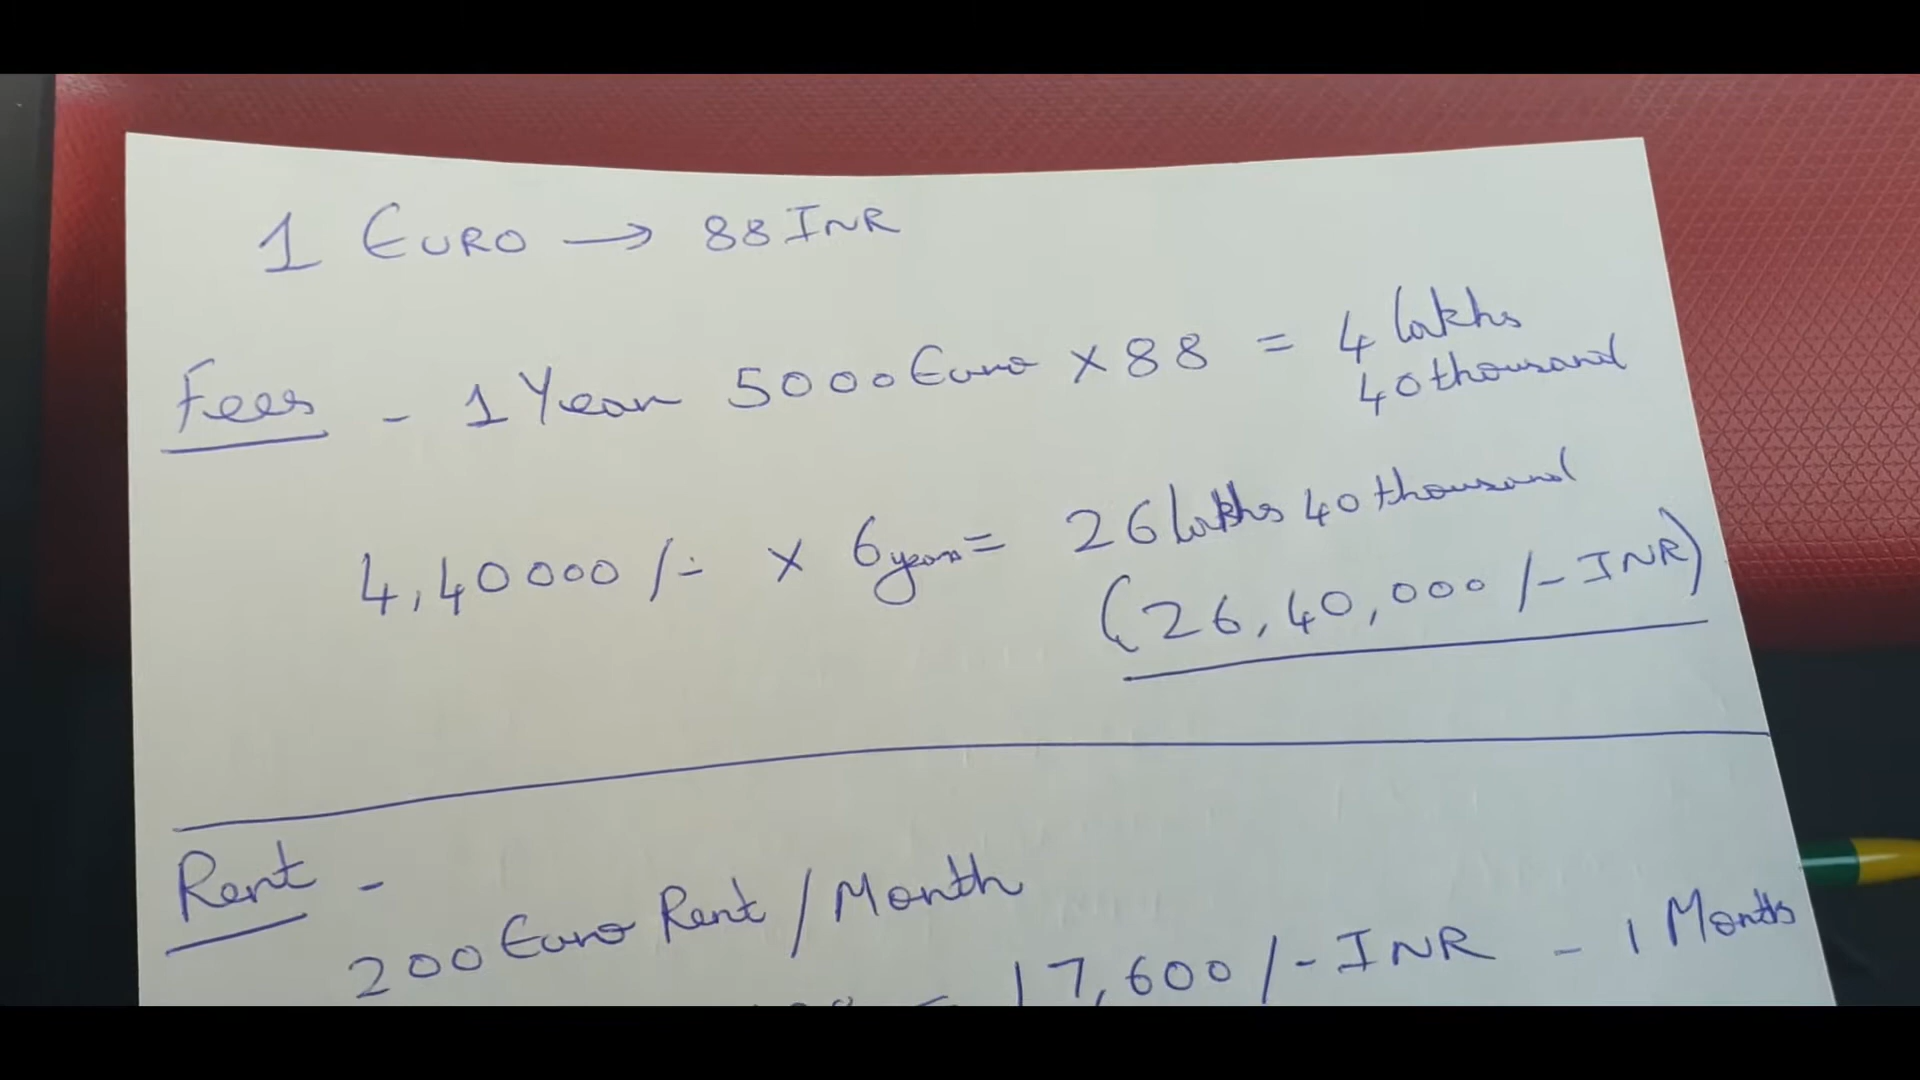 1 EURO → 88 INR
Fees - 1 Year 5000 Euro × 88 = 4 lakhs
40 thousand
4,40000/- × 6 years = 26 lakhs 40 thousand
(26,40,000/- INR)
Rent -
200 Euro Rent / Month
= 17,600/- INR - 1 Month